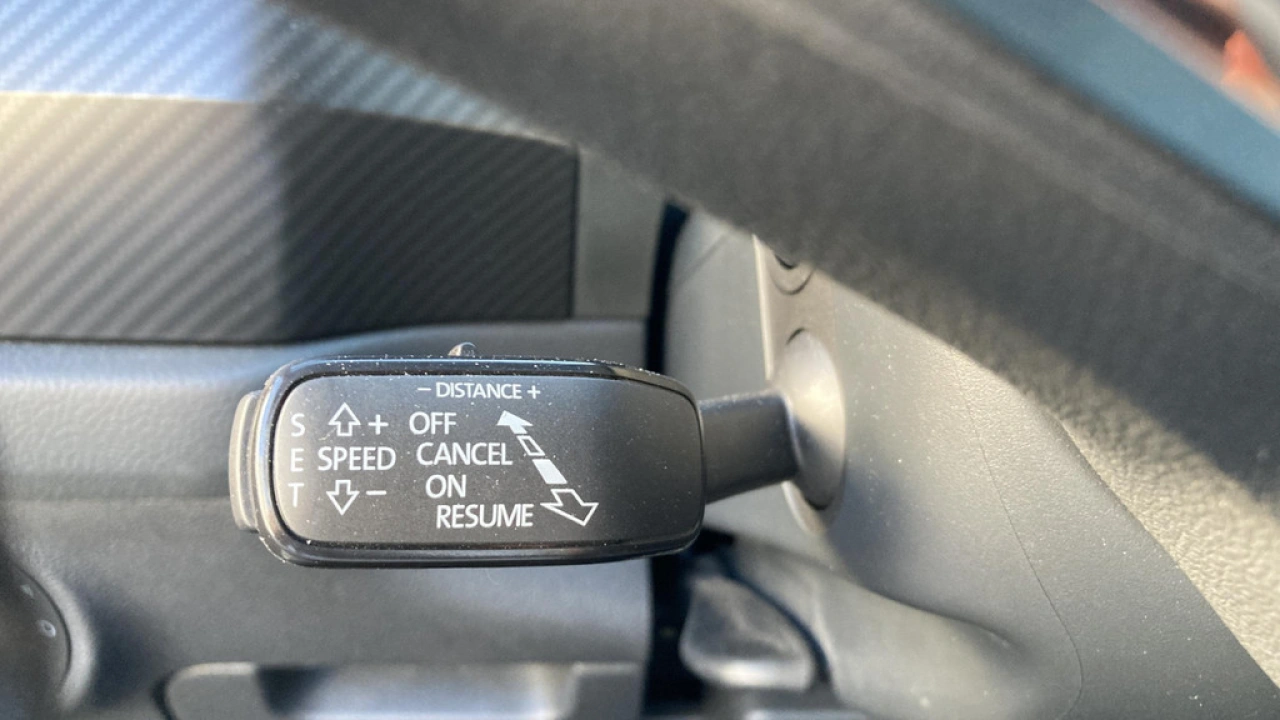 − DISTANCE +
S + OFF
E SPEED CANCEL
T − ON
RESUME